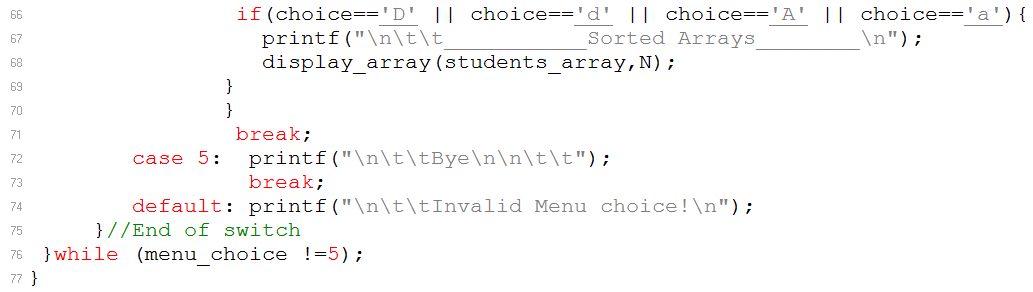 66 if(choice=='D' || choice=='d' || choice=='A' || choice=='a'){
67 printf("\n\t\t___________Sorted Arrays________\n");
68 display_array(students_array,N);
69 }
70 }
71 break;
72 case 5: printf("\n\t\tBye\n\n\t\t");
73 break;
74 default: printf("\n\t\tInvalid Menu choice!\n");
75 }//End of switch
76 }while (menu_choice !=5);
77 }